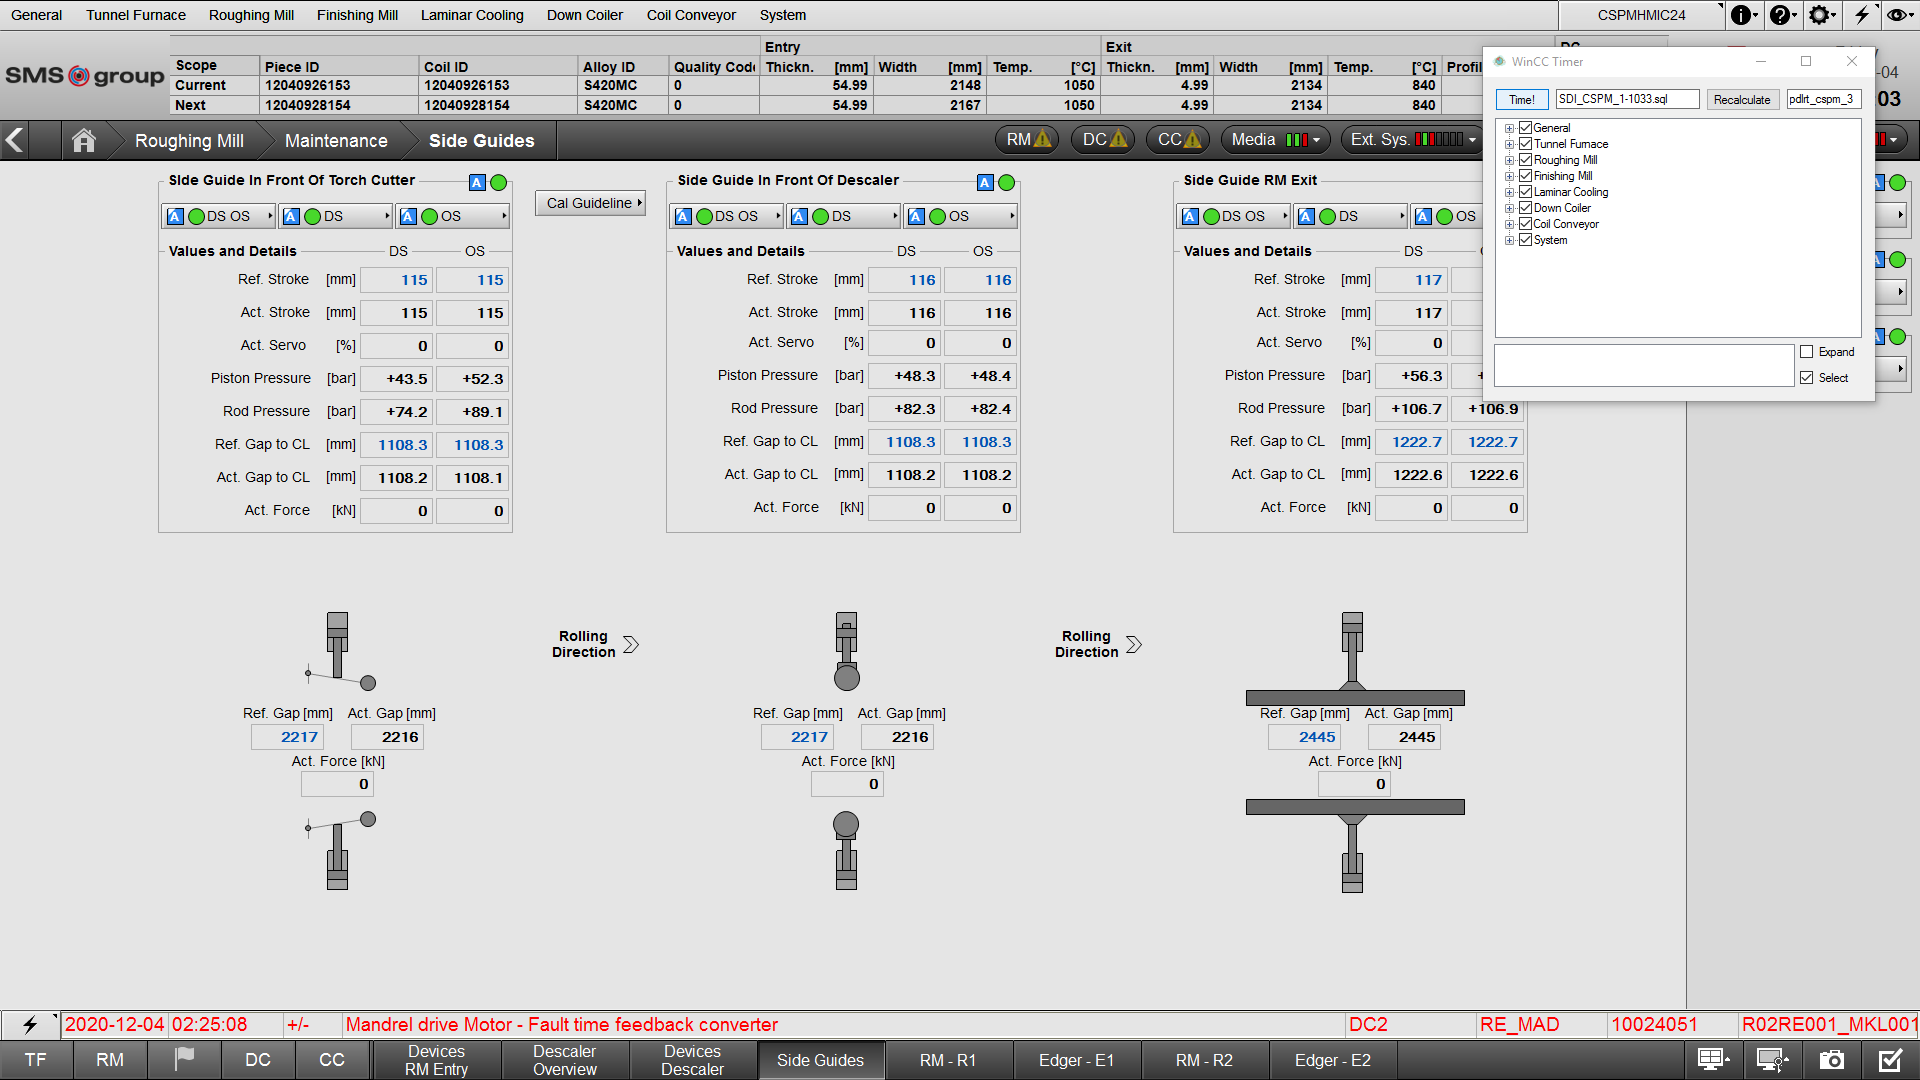 General Tunnel Furnace Roughing Mill Finishing Mill Laminar Cooling Down Coiler Coil Conveyor System CSPMHMIC24
Entry Exit
Scope Piece ID Coil ID Alloy ID Quality Code Thickn. [mm] Width [mm] Temp. [°C] Thickn. [mm] Width [mm] Temp. [°C] Profil
Current 12040926153 12040926153 S420MC 0 54.99 2148 1050 4.99 2134 840
Next 12040928154 12040928154 S420MC 0 54.99 2167 1050 4.99 2134 840
SMS group
-04
03
Roughing Mill Maintenance Side Guides RM DC CC Media Ext. Sys.
WinCC Timer
Time! SDI_CSPM_1-1033.sql Recalculate pdlrt_cspm_3
General
Tunnel Furnace
Roughing Mill
Finishing Mill
Laminar Cooling
Down Coiler
Coil Conveyor
System
Expand
Select
Side Guide In Front Of Torch Cutter A
A DS OS A DS A OS
Values and Details DS OS
Ref. Stroke [mm] 115 115
Act. Stroke [mm] 115 115
Act. Servo [%] 0 0
Piston Pressure [bar] +43.5 +52.3
Rod Pressure [bar] +74.2 +89.1
Ref. Gap to CL [mm] 1108.3 1108.3
Act. Gap to CL [mm] 1108.2 1108.1
Act. Force [kN] 0 0
Cal Guideline
Side Guide In Front Of Descaler A
A DS OS A DS A OS
Values and Details DS OS
Ref. Stroke [mm] 116 116
Act. Stroke [mm] 116 116
Act. Servo [%] 0 0
Piston Pressure [bar] +48.3 +48.4
Rod Pressure [bar] +82.3 +82.4
Ref. Gap to CL [mm] 1108.3 1108.3
Act. Gap to CL [mm] 1108.2 1108.2
Act. Force [kN] 0 0
Side Guide RM Exit
A DS OS A DS A OS
Values and Details DS
Ref. Stroke [mm] 117
Act. Stroke [mm] 117
Act. Servo [%] 0
Piston Pressure [bar] +56.3
Rod Pressure [bar] +106.7 +106.9
Ref. Gap to CL [mm] 1222.7 1222.7
Act. Gap to CL [mm] 1222.6 1222.6
Act. Force [kN] 0 0
Rolling
Direction
Rolling
Direction
Ref. Gap [mm] Act. Gap [mm]
2217 2216
Act. Force [kN]
0
Ref. Gap [mm] Act. Gap [mm]
2217 2216
Act. Force [kN]
0
Ref. Gap [mm] Act. Gap [mm]
2445 2445
Act. Force [kN]
0
2020-12-04 02:25:08 +/- Mandrel drive Motor - Fault time feedback converter DC2 RE_MAD 10024051 R02RE001_MKL001
TF RM DC CC
Devices
RM Entry
Descaler
Overview
Devices
Descaler
Side Guides RM - R1 Edger - E1 RM - R2 Edger - E2